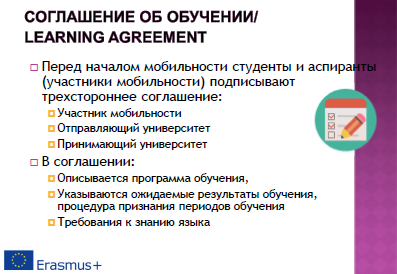 СОГЛАШЕНИЕ ОБ ОБУЧЕНИИ/
LEARNING AGREEMENT
Перед началом мобильности студенты и аспиранты
(участники мобильности) подписывают
трехстороннее соглашение:
Участник мобильности
Отправляющий университет
Принимающий университет
В соглашении:
Описывается программа обучения,
Указываются ожидаемые результаты обучения,
процедура признания периодов обучения
Требования к знанию языка
Erasmus+